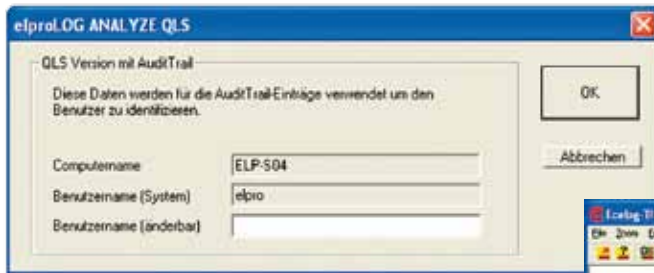 elproLOG ANALYZE QLS
QLS Version mit AuditTrail
Diese Daten werden für die AuditTrail-Einträge verwendet um den
Benutzer zu identifizieren.
OK
Computername ELP-S04
Abbrechen
Benutzername (System) elpro
Benutzername (änderbar)